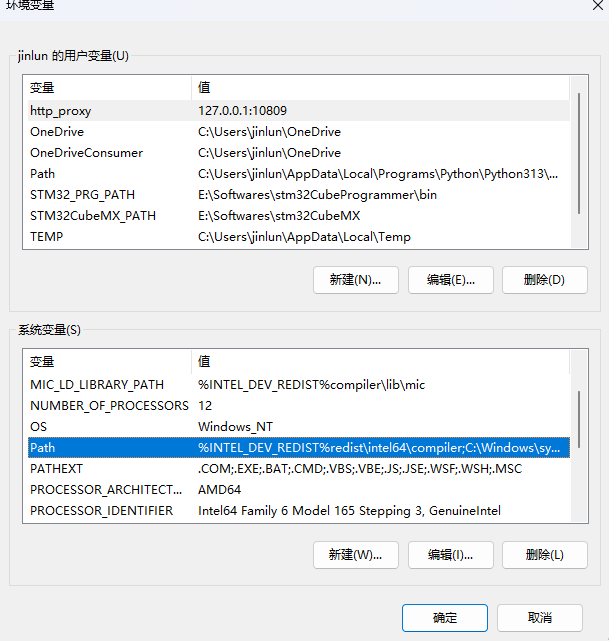 环境变量
jinlun 的用户变量(U)
变量 值
http_proxy 127.0.0.1:10809
OneDrive C:\Users\jinlun\OneDrive
OneDriveConsumer C:\Users\jinlun\OneDrive
Path C:\Users\jinlun\AppData\Local\Programs\Python\Python313\...
STM32_PRG_PATH E:\Softwares\stm32CubeProgrammer\bin
STM32CubeMX_PATH E:\Softwares\stm32CubeMX
TEMP C:\Users\jinlun\AppData\Local\Temp
新建(N)... 编辑(E)... 删除(D)
系统变量(S)
变量 值
MIC_LD_LIBRARY_PATH %INTEL_DEV_REDIST%compiler\lib\mic
NUMBER_OF_PROCESSORS 12
OS Windows_NT
Path %INTEL_DEV_REDIST%redist\intel64\compiler;C:\Windows\sy...
PATHEXT .COM;.EXE;.BAT;.CMD;.VBS;.VBE;.JS;.JSE;.WSF;.WSH;.MSC
PROCESSOR_ARCHITECT... AMD64
PROCESSOR_IDENTIFIER Intel64 Family 6 Model 165 Stepping 3, GenuineIntel
新建(W)... 编辑(I)... 删除(L)
确定 取消